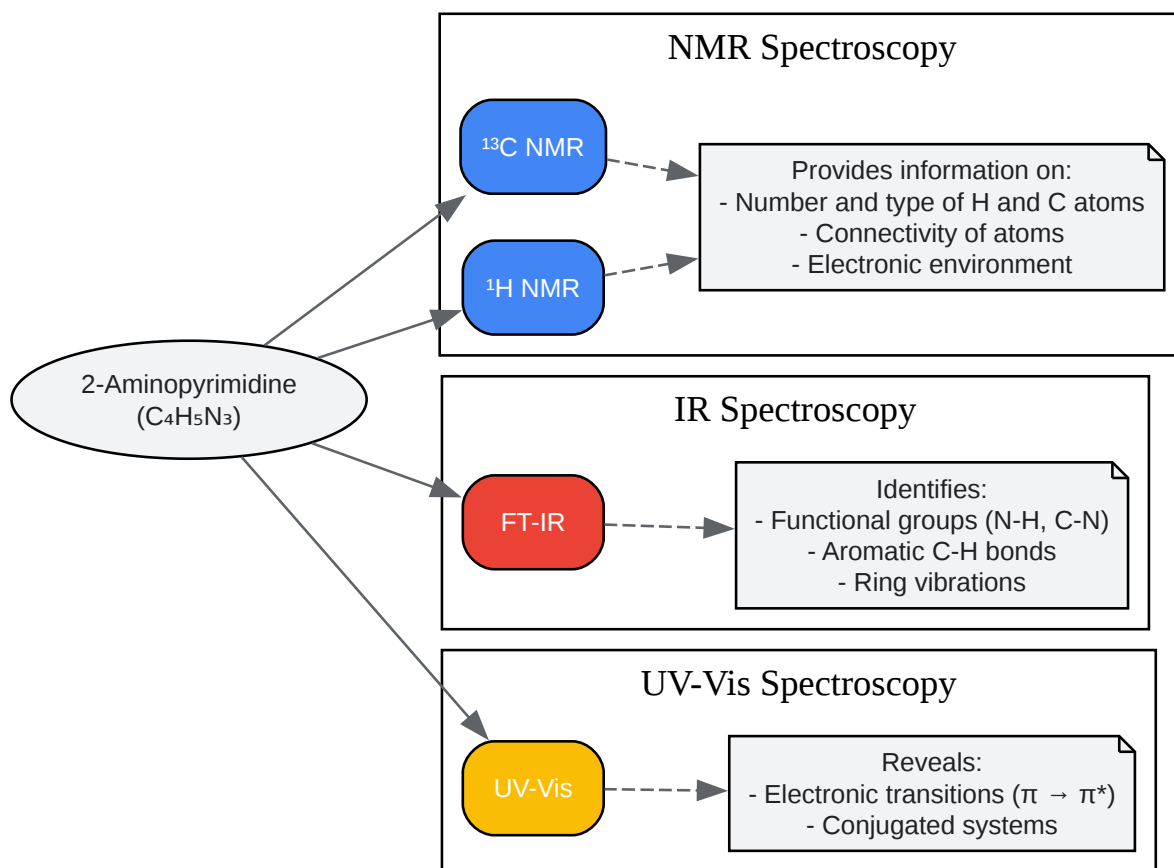 NMR Spectroscopy
¹³C NMR
Provides information on:
- Number and type of H and C atoms
- Connectivity of atoms
- Electronic environment
¹H NMR
2-Aminopyrimidine
(C₄H₅N₃)
IR Spectroscopy
FT-IR
Identifies:
- Functional groups (N-H, C-N)
- Aromatic C-H bonds
- Ring vibrations
UV-Vis Spectroscopy
UV-Vis
Reveals:
- Electronic transitions (π → π*)
- Conjugated systems